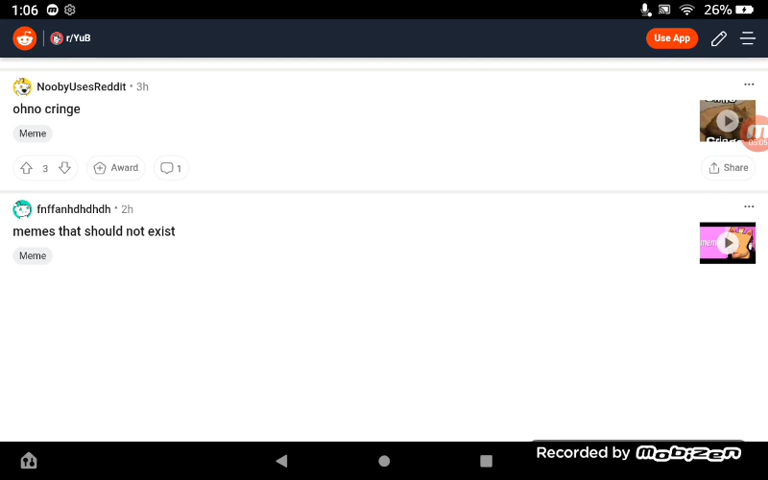 1:06
26%
r/YuB
Use App
NoobyUsesReddit • 3h
ohno cringe
Meme
3
Award
1
Share
fnffanhdhdhdh • 2h
memes that should not exist
Meme
Recorded by Mobizen